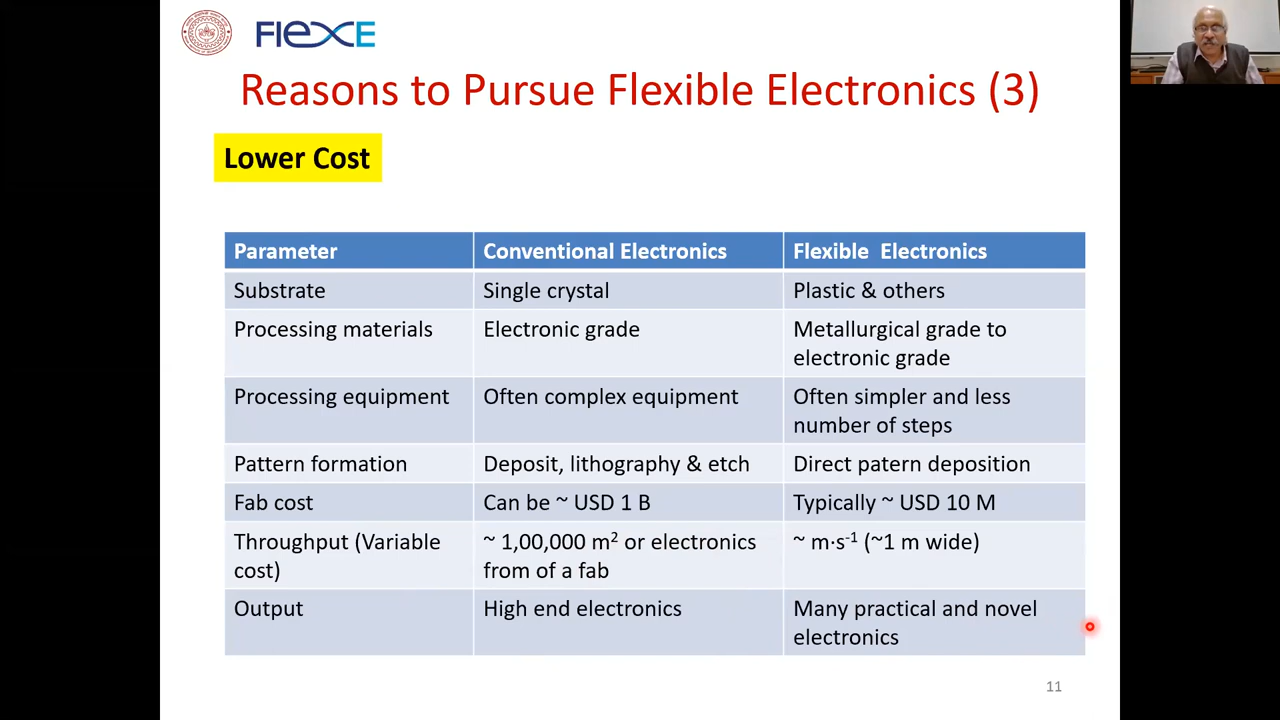 FlexE
Reasons to Pursue Flexible Electronics (3)
Lower Cost
Parameter
Conventional Electronics
Flexible Electronics
Substrate
Single crystal
Plastic & others
Processing materials
Electronic grade
Metallurgical grade to
electronic grade
Processing equipment
Often complex equipment
Often simpler and less
number of steps
Pattern formation
Deposit, lithography & etch
Direct patern deposition
Fab cost
Can be ~ USD 1 B
Typically ~ USD 10 M
Throughput (Variable
cost)
~ 1,00,000 m² or electronics
from of a fab
~ m·s⁻¹ (~1 m wide)
Output
High end electronics
Many practical and novel
electronics
11